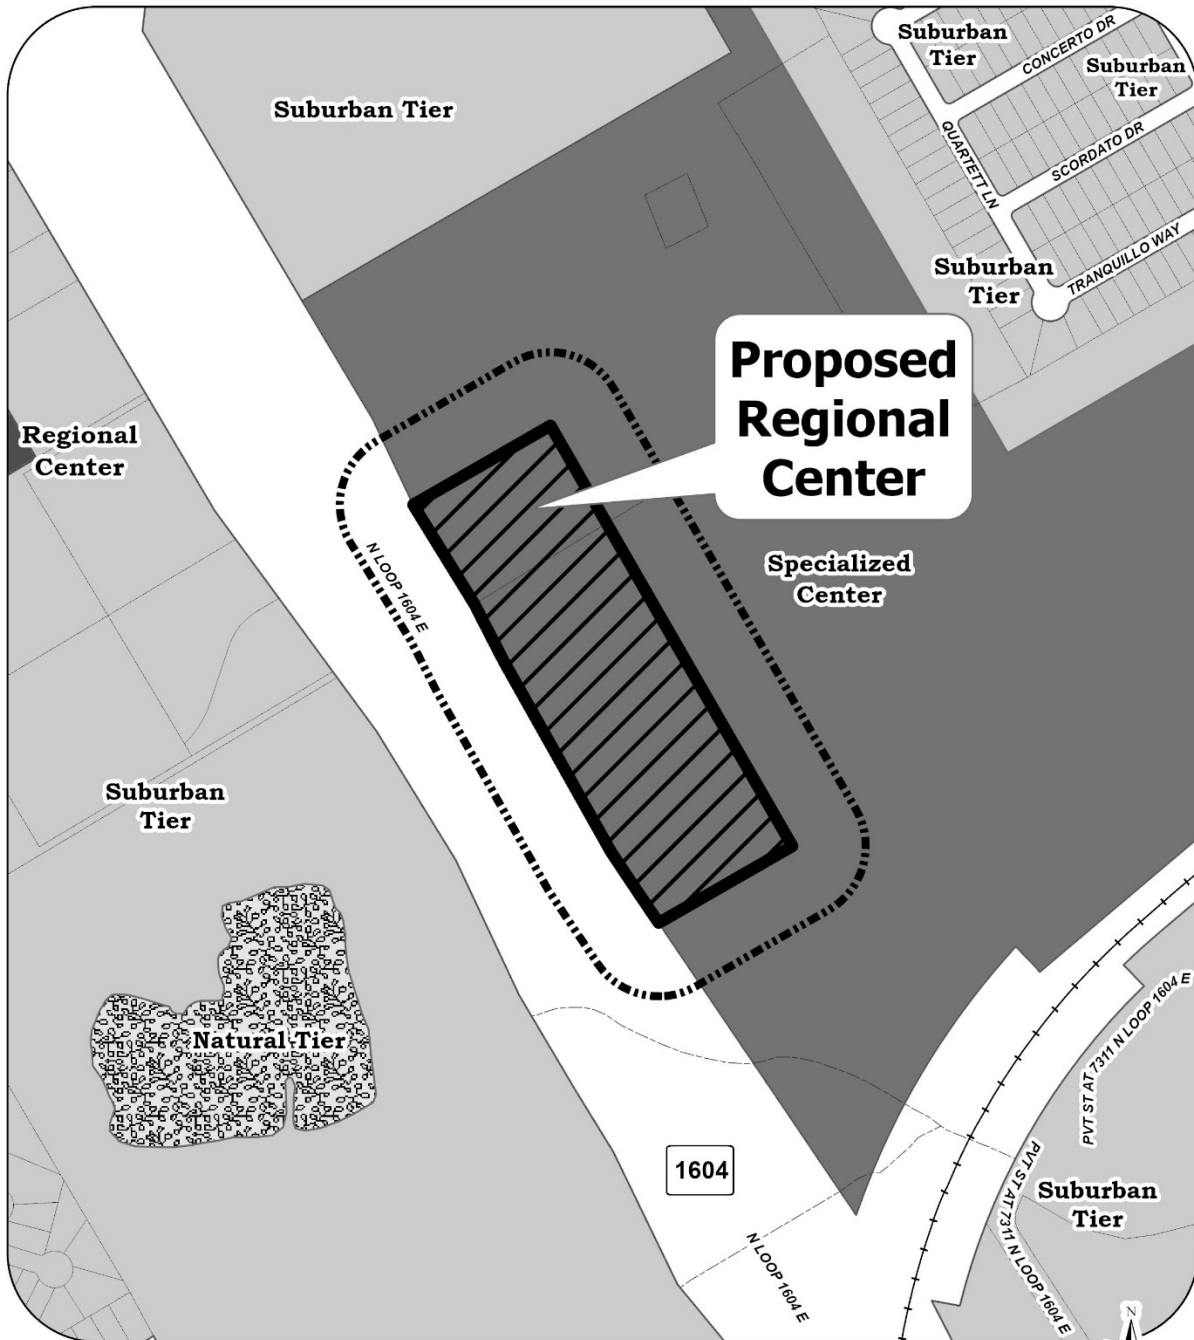 Suburban
Tier
CONCERTO DR
Suburban
Tier
Suburban Tier
QUARTETT LN
SCORDATO DR
Suburban
Tier
TRANQUILLO WAY
Proposed
Regional
Center
Regional
Center
N LOOP 1604 E
Specialized
Center
Suburban
Tier
Natural Tier
PVT ST AT 7311 N LOOP 1604 E
1604
PVT ST AT 7311 N LOOP 1604 E
Suburban
Tier
N LOOP 1604 E
N